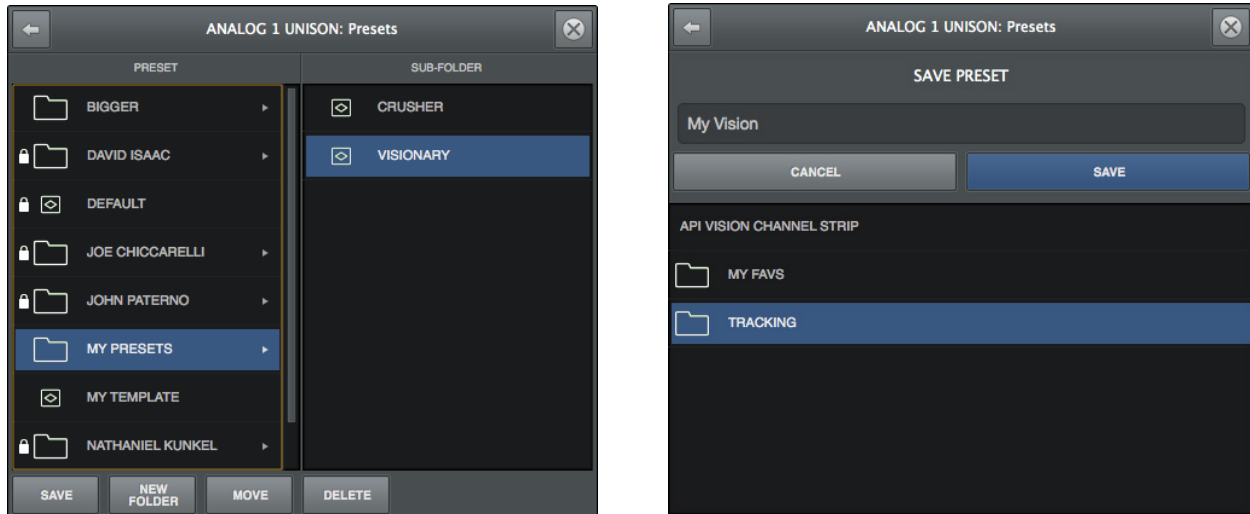 ANALOG 1 UNISON: Presets
PRESET
SUB-FOLDER
BIGGER
DAVID ISAAC
DEFAULT
JOE CHICCARELLI
JOHN PATERNO
MY PRESETS
MY TEMPLATE
NATHANIEL KUNKEL
CRUSHER
VISIONARY
SAVE
NEW
FOLDER
MOVE
DELETE
ANALOG 1 UNISON: Presets
SAVE PRESET
My Vision
CANCEL
SAVE
API VISION CHANNEL STRIP
MY FAVS
TRACKING